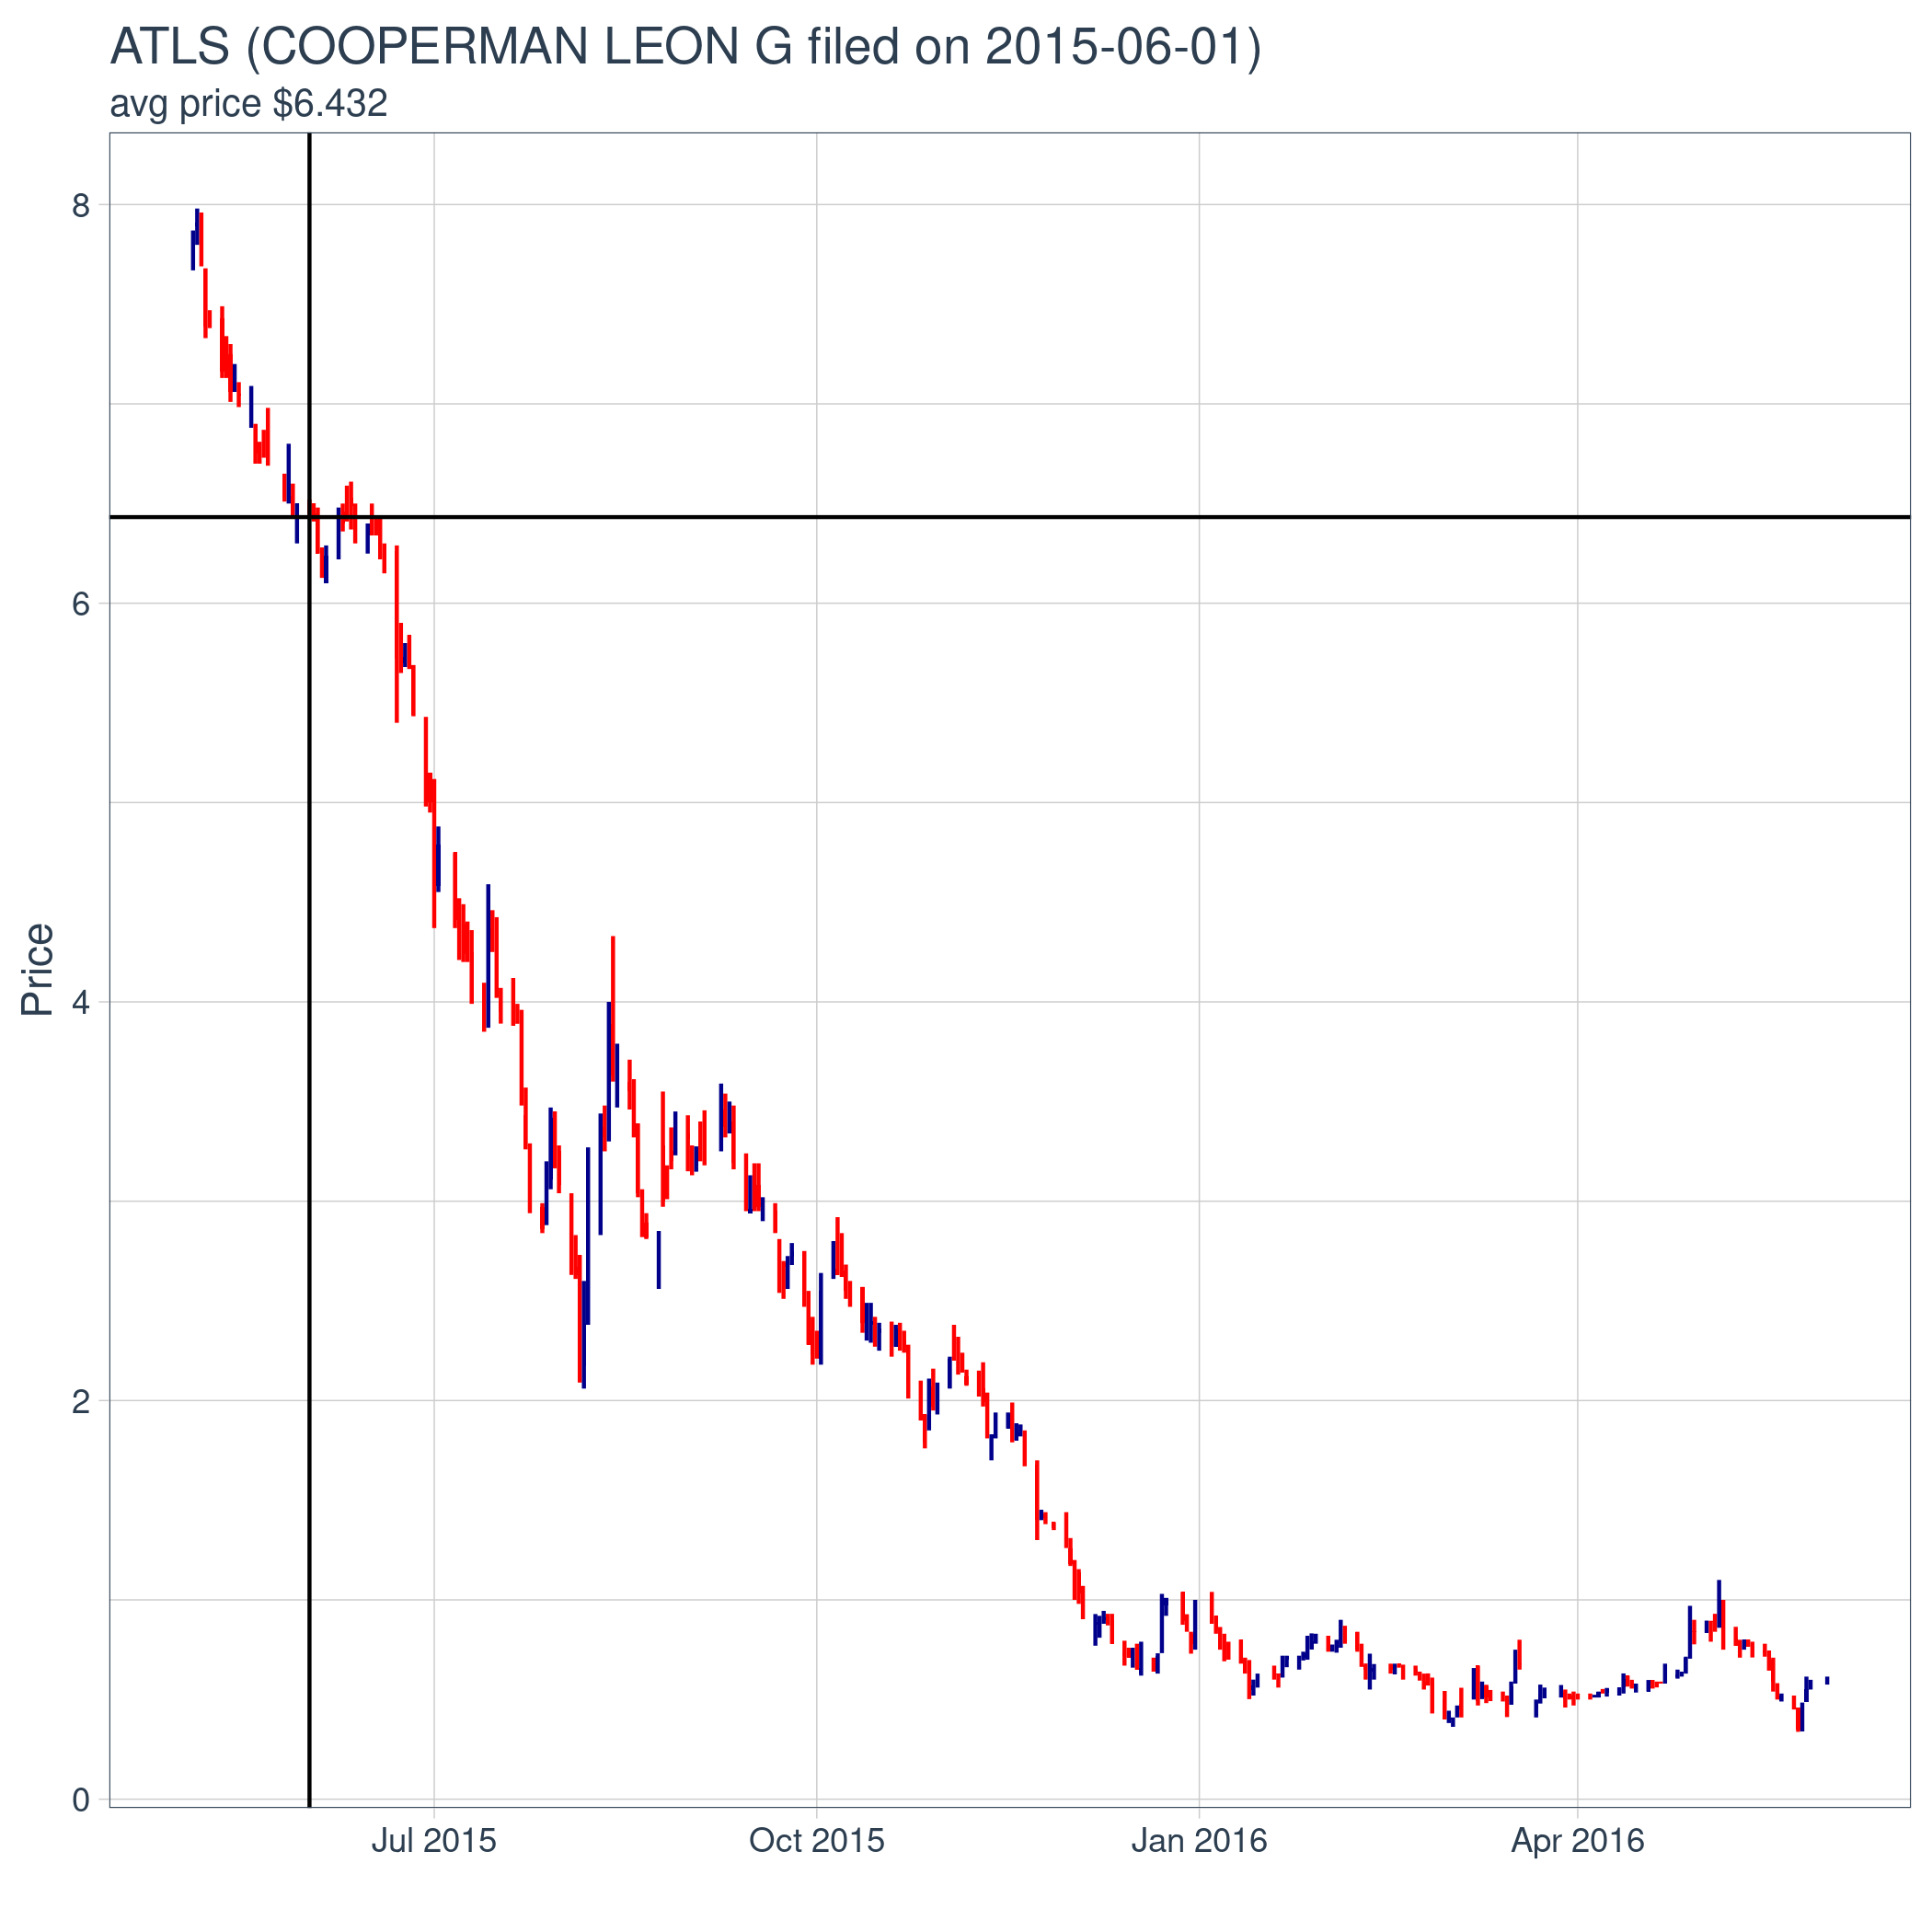 ATLS (COOPERMAN LEON G filed on 2015-06-01)
avg price $6.432
8
6
4
2
0
Price
Jul 2015
Oct 2015
Jan 2016
Apr 2016